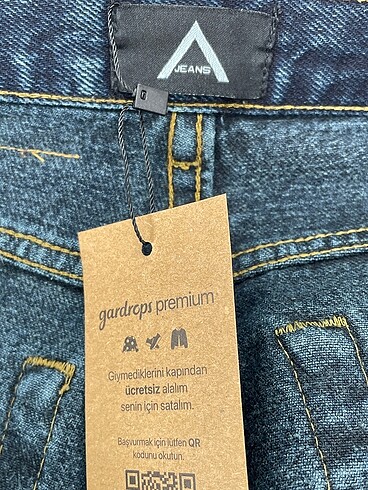 JEANS
gardrops premium
Giymediklerini kapından
ücretsiz alalım
senin için satalım.
Başvurmak için lütfen QR
kodunu okutun.